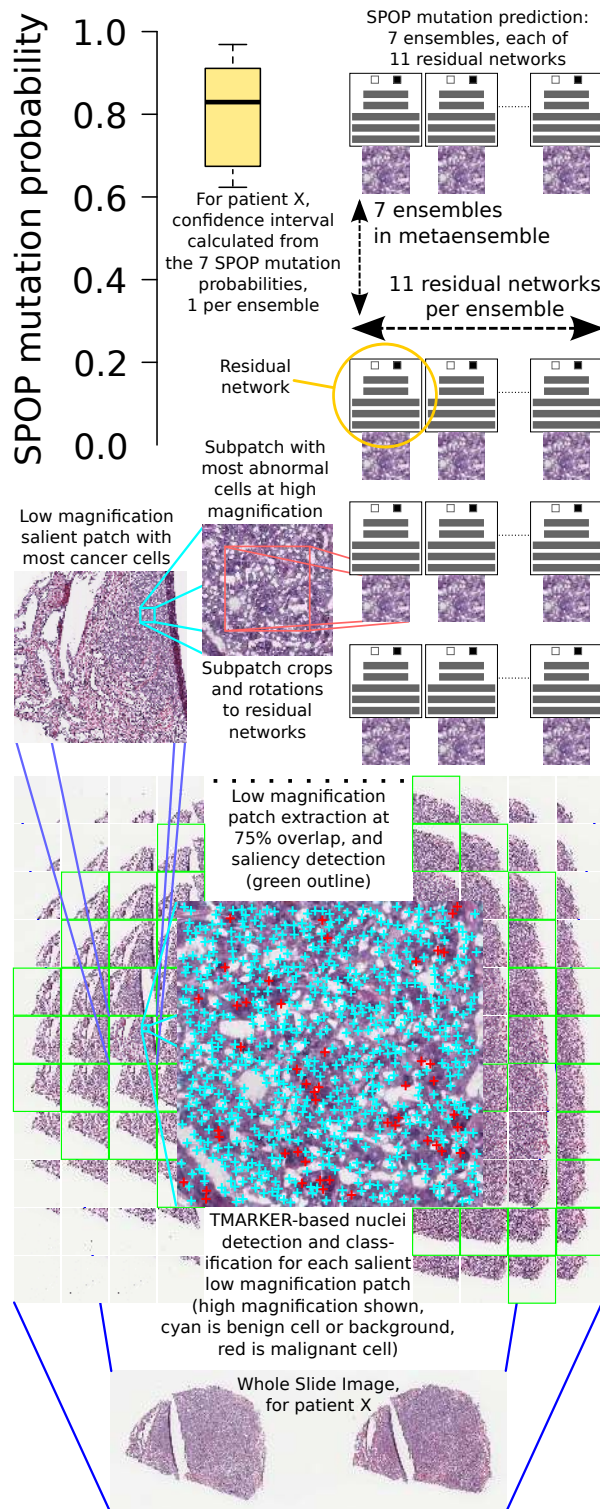 SPOP mutation probability
1.0
0.8
0.6
0.4
0.2
0.0
SPOP mutation prediction:
7 ensembles, each of
11 residual networks
For patient X,
confidence interval
calculated from
the 7 SPOP mutation
probabilities,
1 per ensemble
7 ensembles
in metaensemble
11 residual networks
per ensemble
Residual
network
Subpatch with
most abnormal
cells at high
magnification
Low magnification
salient patch with
most cancer cells
Subpatch crops
and rotations
to residual
networks
Low magnification
patch extraction at
75% overlap, and
saliency detection
(green outline)
TMARKER-based nuclei
detection and class-
ification for each salient
low magnification patch
(high magnification shown,
cyan is benign cell or background,
red is malignant cell)
Whole Slide Image,
for patient X